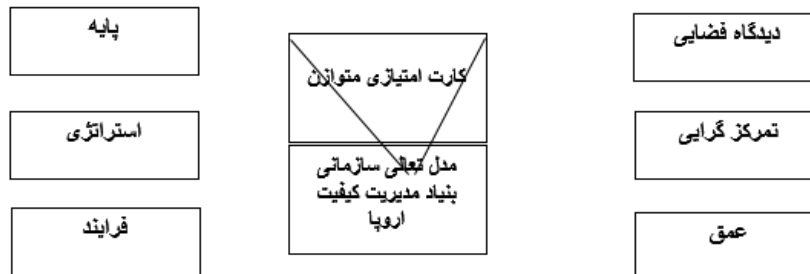 دیدگاه فضایی
تمرکز گرایی
عمق
کارت امتیازی متوازن
مدل تعالی سازمانی
بنیاد مدیریت کیفیت
اروپا
پایه
استراتژی
فرایند